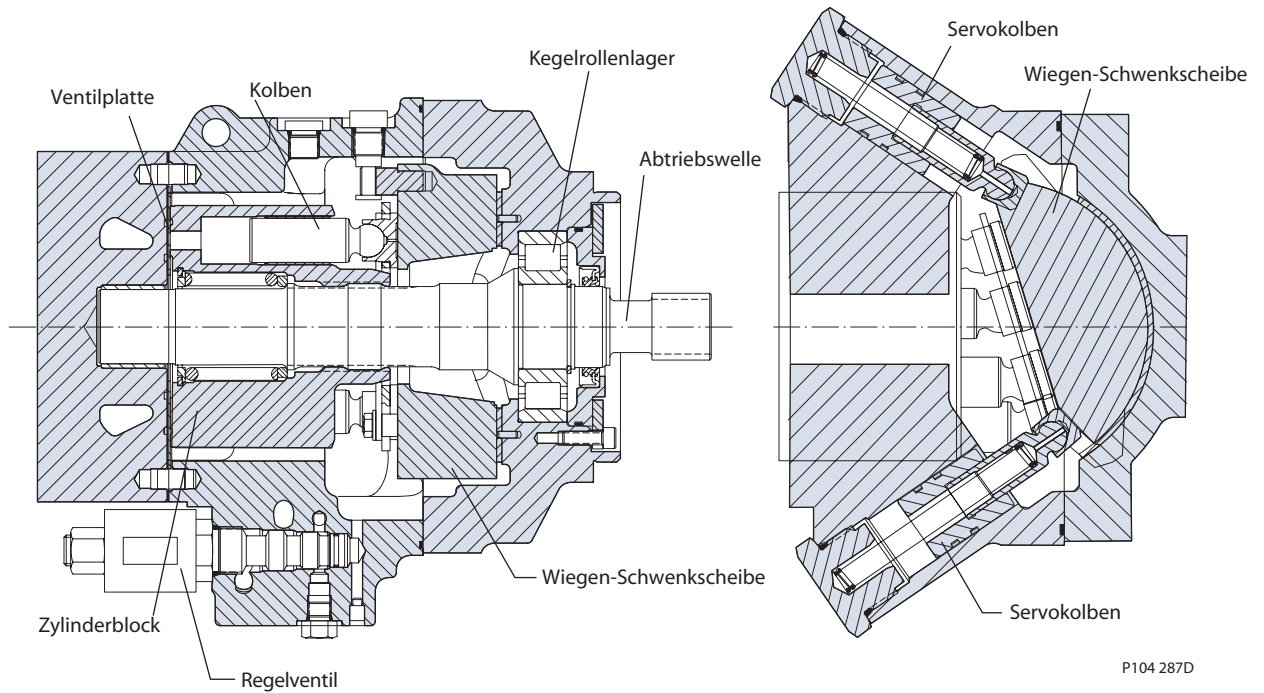 Servokolben
Kegelrollenlager
Wiegen-Schwenkscheibe
Kolben
Ventilplatte
Abtriebswelle
Wiegen-Schwenkscheibe
Servokolben
Zylinderblock
P104 287D
Regelventil